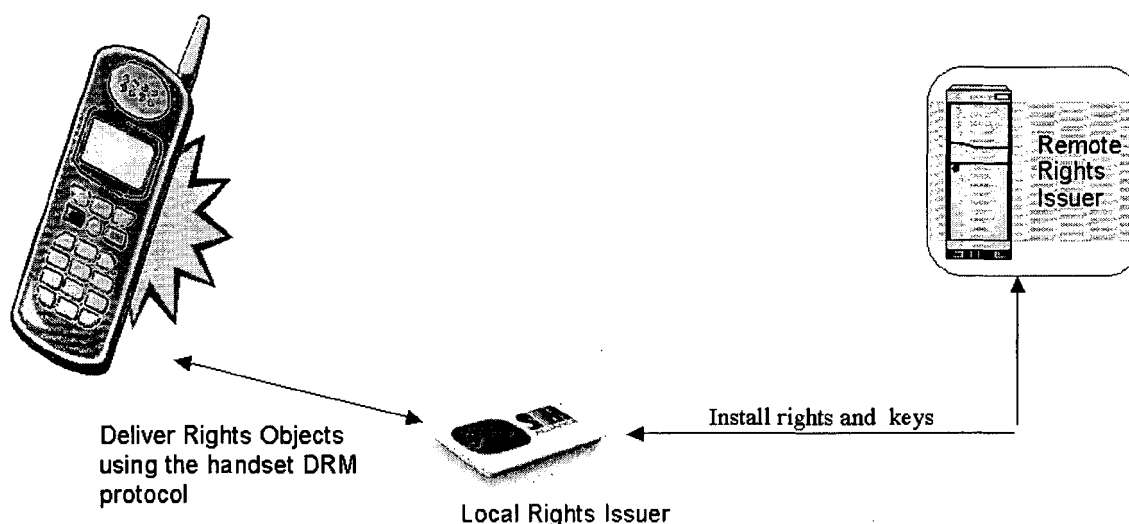 Remote
Rights
Issuer
Install rights and keys
Deliver Rights Objects
using the handset DRM
protocol
Local Rights Issuer